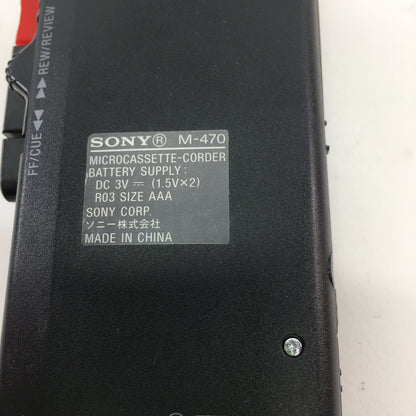 REW/REVIEW
FF/CUE
SONY® M-470
MICROCASSETTE-CORDER
BATTERY SUPPLY:
DC 3V ⎓ (1.5V×2)
R03 SIZE AAA
SONY CORP.
ソニー株式会社
MADE IN CHINA